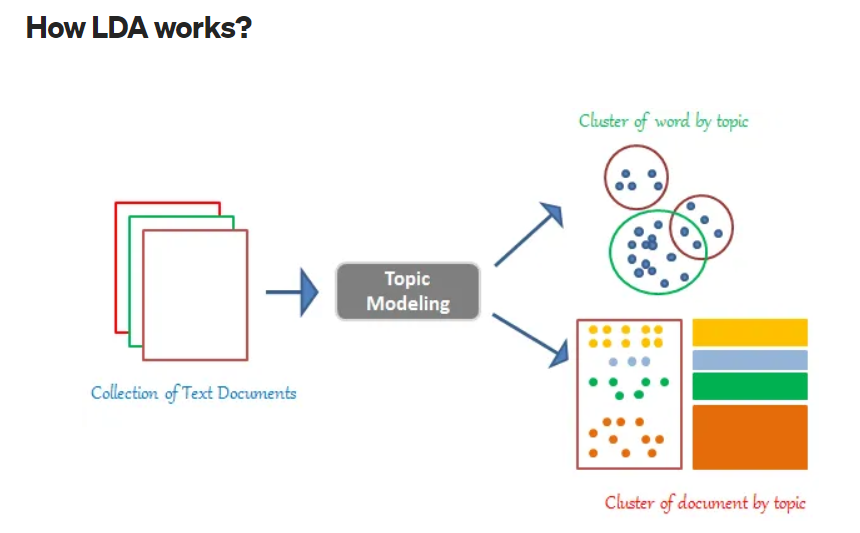 How LDA works?
Cluster of word by topic
Topic
Modeling
Collection of Text Documents
Cluster of document by topic